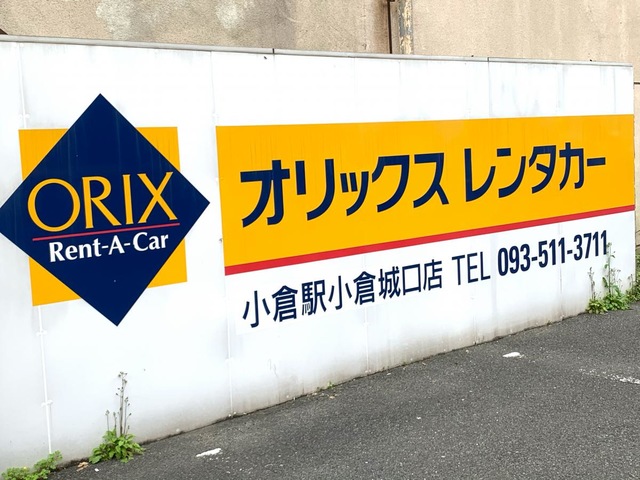 ORIX
Rent-A-Car
オリックス レンタカー
小倉駅小倉城口店 TEL 093-511-3711